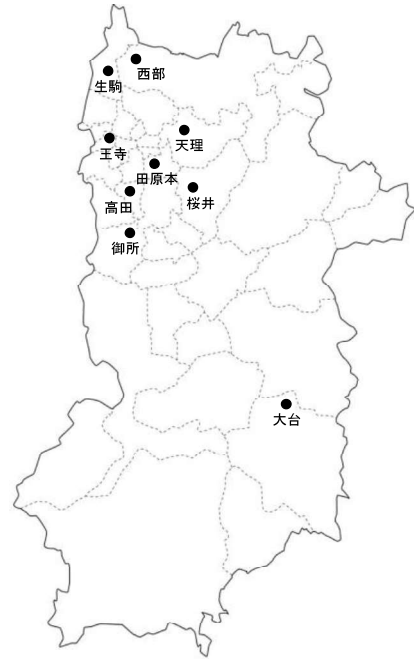 西部
生駒
天理
王寺
田原本
桜井
高田
御所
大台